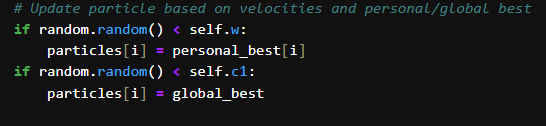 # Update particle based on velocities and personal/global best
if random.random() < self.w:
    particles[i] = personal_best[i]
if random.random() < self.c1:
    particles[i] = global_best